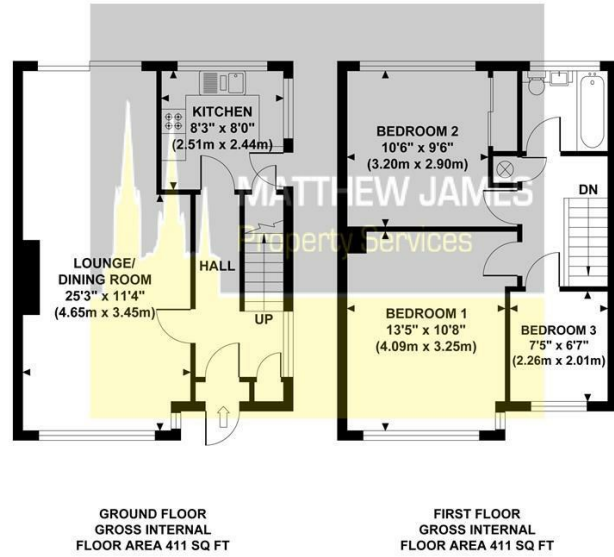 KITCHEN
8'3" x 8'0"
(2.51m x 2.44m)
LOUNGE/
DINING ROOM
25'3" x 11'4"
(4.65m x 3.45m)
HALL
UP
BEDROOM 2
10'6" x 9'6"
(3.20m x 2.90m)
DN
BEDROOM 1
13'5" x 10'8"
(4.09m x 3.25m)
BEDROOM 3
7'5" x 6'7"
(2.26m x 2.01m)
MATTHEW JAMES
Property Services
GROUND FLOOR
GROSS INTERNAL
FLOOR AREA 411 SQ FT
FIRST FLOOR
GROSS INTERNAL
FLOOR AREA 411 SQ FT